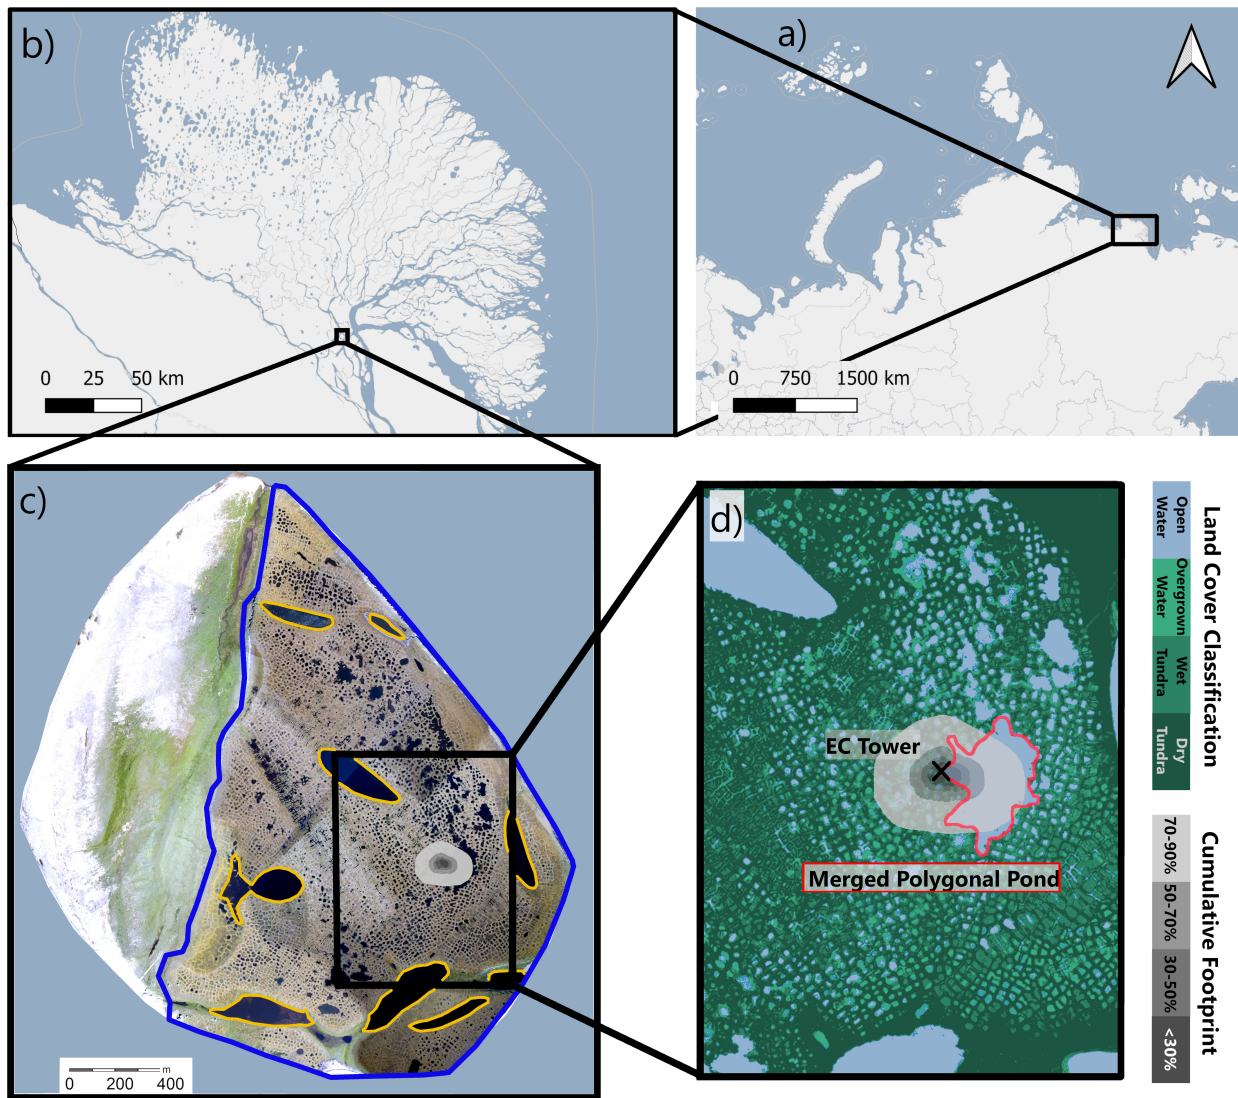 b)
0 25 50 km
a)
0 750 1500 km
c)
0 200 400 m
d)
EC Tower
Merged Polygonal Pond
Land Cover Classification
Open
Water
Overgrown
Water
Wet
Tundra
Dry
Tundra
Cumulative Footprint
70-90%
50-70%
30-50%
<30%